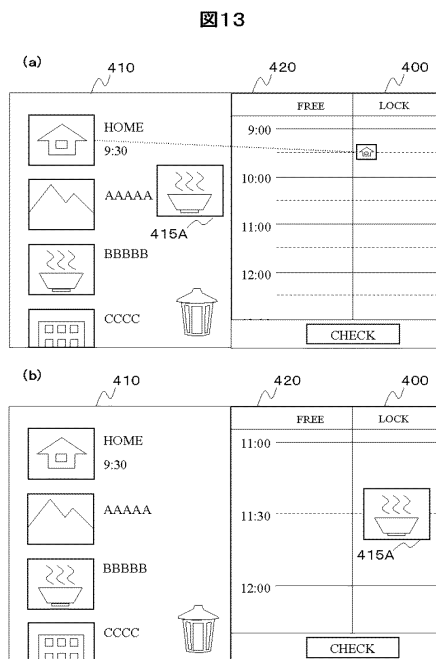 図13
(a)
410
420
400
FREE
LOCK
HOME
9:30
9:00
AAAAA
415A
10:00
BBBBB
11:00
CCCC
12:00
CHECK
(b)
410
420
400
FREE
LOCK
HOME
9:30
11:00
AAAAA
11:30
415A
BBBBB
12:00
CCCC
CHECK